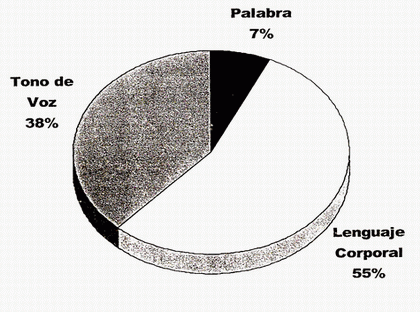 Palabra
7%
Tono de
Voz
38%
Lenguaje
Corporal
55%